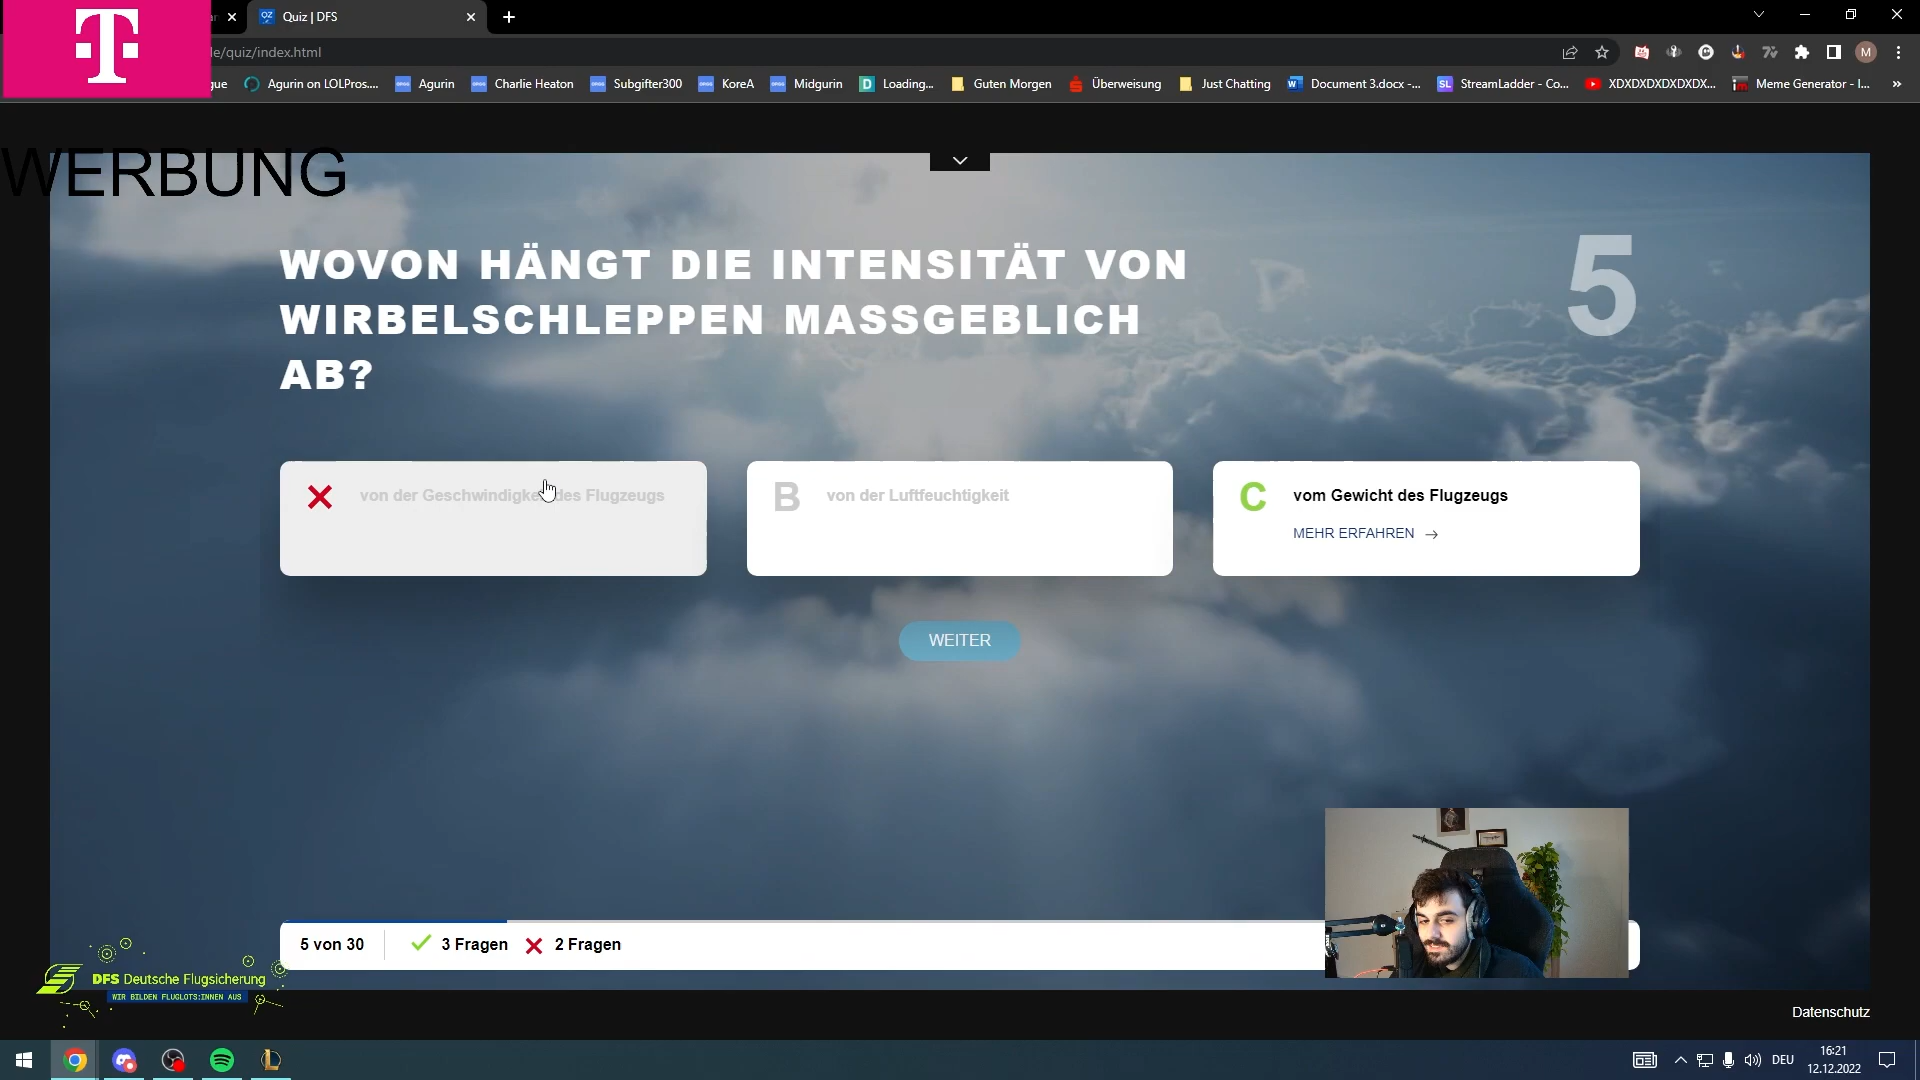 T
Quiz | DFS
le/quiz/index.html
M
gue
Agurin on LOLPros....
Agurin
Charlie Heaton
Subgifter300
KoreA
Midgurin
Loading...
Guten Morgen
Überweisung
Just Chatting
Document 3.docx -...
StreamLadder - Co...
XDXDXDXDXDXDX...
Meme Generator - I...
»
WERBUNG
WOVON HÄNGT DIE INTENSITÄT VON
WIRBELSCHLEPPEN MASSGEBLICH
AB?
5
von der Geschwindigke des Flugzeugs
B von der Luftfeuchtigkeit
C vom Gewicht des Flugzeugs
MEHR ERFAHREN →
WEITER
5 von 30
3 Fragen
2 Fragen
DFS Deutsche Flugsicherung
WIR BILDEN FLUGLOTS:INNEN AUS
Datenschutz
DEU
16:21
12.12.2022